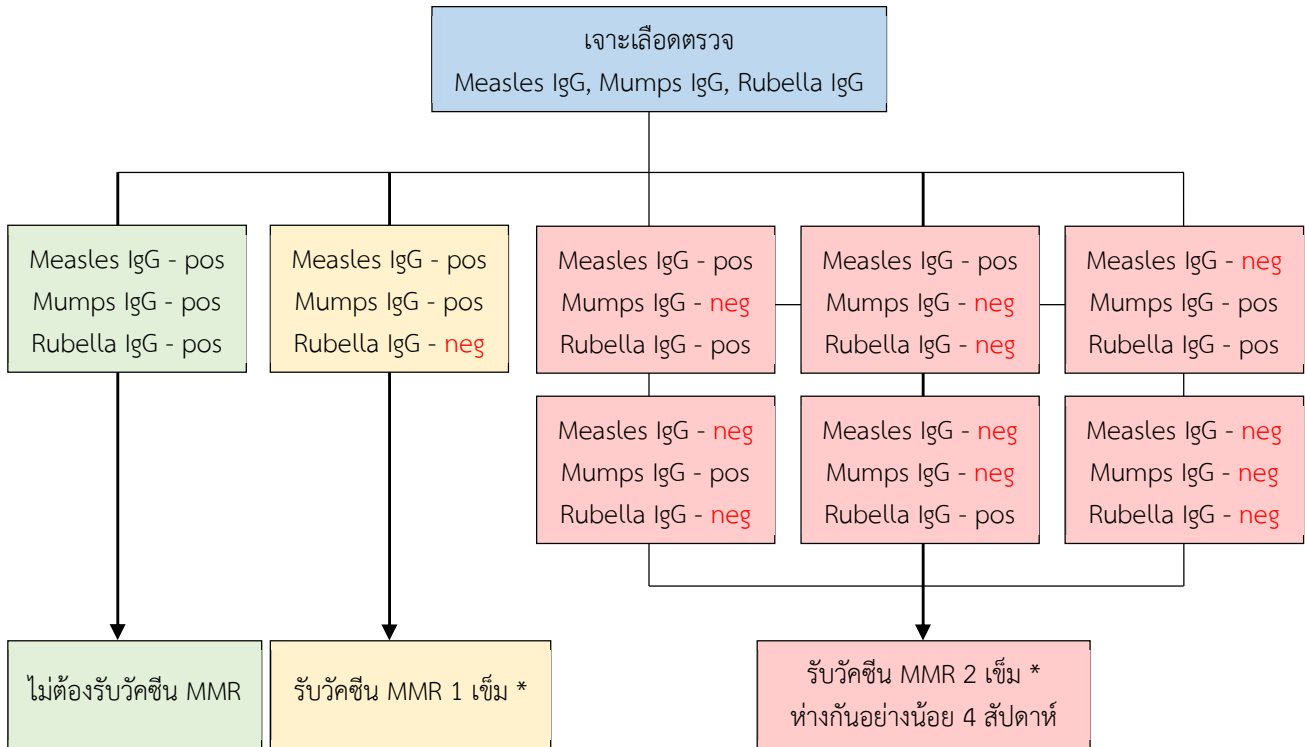 เจาะเลือดตรวจ
Measles IgG, Mumps IgG, Rubella IgG
Measles IgG - pos
Mumps IgG - pos
Rubella IgG - pos
Measles IgG - pos
Mumps IgG - pos
Rubella IgG - neg
Measles IgG - pos
Mumps IgG - neg
Rubella IgG - pos
Measles IgG - pos
Mumps IgG - neg
Rubella IgG - neg
Measles IgG - neg
Mumps IgG - pos
Rubella IgG - pos
Measles IgG - neg
Mumps IgG - pos
Rubella IgG - neg
Measles IgG - neg
Mumps IgG - neg
Rubella IgG - pos
Measles IgG - neg
Mumps IgG - neg
Rubella IgG - neg
ไม่ต้องรับวัคซีน MMR
รับวัคซีน MMR 1 เข็ม *
รับวัคซีน MMR 2 เข็ม *
ห่างกันอย่างน้อย 4 สัปดาห์